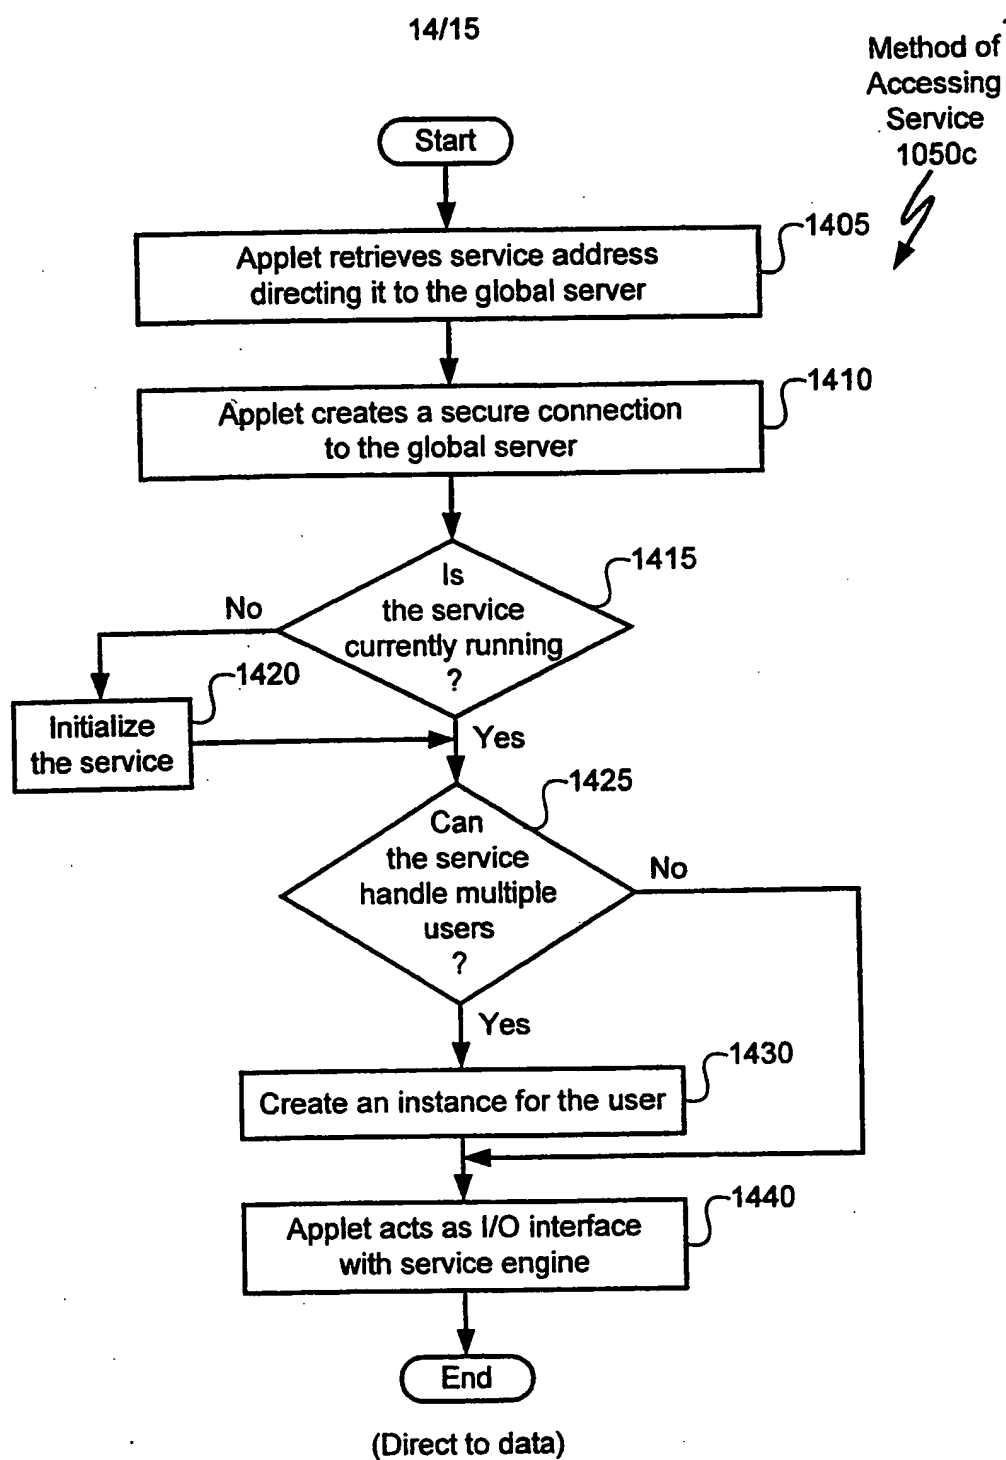 14/15
Method of
Accessing
Service
1050c
Start
1405
Applet retrieves service address
directing it to the global server
1410
Applet creates a secure connection
to the global server
1415
Is
the service
currently running
?
No
1420
Initialize
the service
Yes
1425
Can
the service
handle multiple
users
?
No
Yes
1430
Create an instance for the user
1440
Applet acts as I/O interface
with service engine
End
(Direct to data)